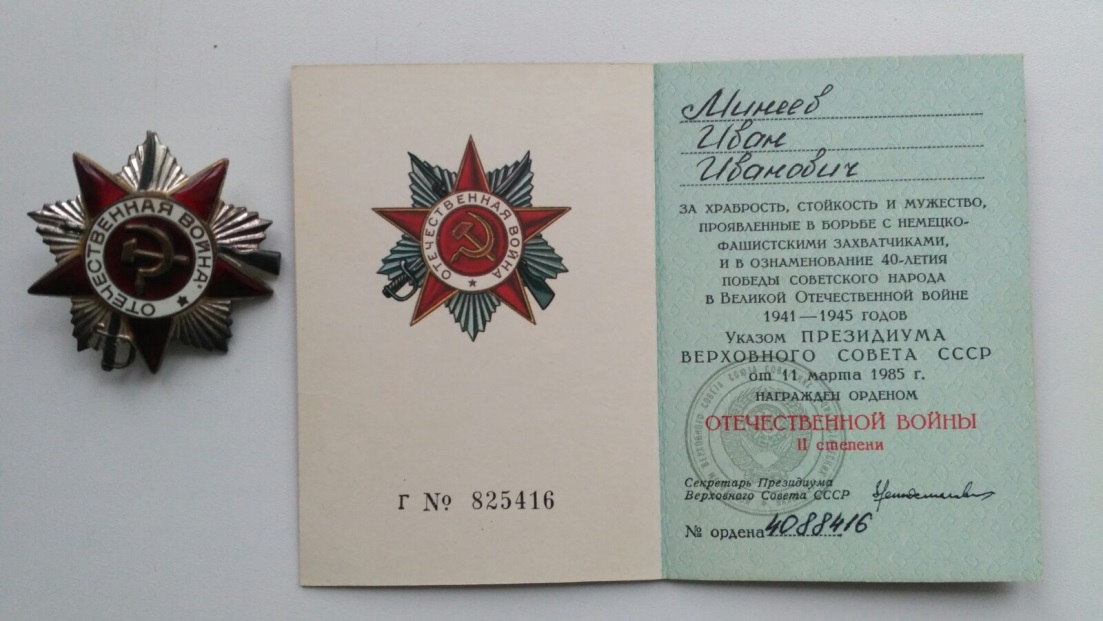 ОТЕЧЕСТВЕННАЯ ВОЙНА
ОТЕЧЕСТВЕННАЯ ВОЙНА
Г № 825416
Минеев
Иван
Иванович
ЗА ХРАБРОСТЬ, СТОЙКОСТЬ И МУЖЕСТВО,
ПРОЯВЛЕННЫЕ В БОРЬБЕ С НЕМЕЦКО-
ФАШИСТСКИМИ ЗАХВАТЧИКАМИ,
И В ОЗНАМЕНОВАНИЕ 40-ЛЕТИЯ
ПОБЕДЫ СОВЕТСКОГО НАРОДА
В ВЕЛИКОЙ ОТЕЧЕСТВЕННОЙ ВОЙНЕ
1941—1945 ГОДОВ
УКАЗОМ ПРЕЗИДИУМА
ВЕРХОВНОГО СОВЕТА СССР
от 11 марта 1985 г.
НАГРАЖДЕН ОРДЕНОМ
ОТЕЧЕСТВЕННОЙ ВОЙНЫ
II степени
Секретарь Президиума
Верховного Совета СССР
№ ордена 4088416